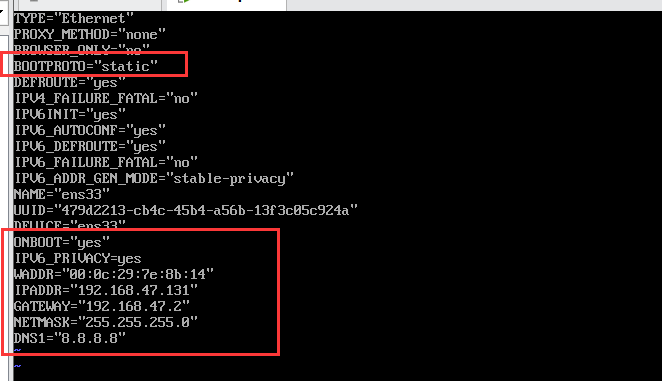 TYPE="Ethernet"
PROXY_METHOD="none"
BROWSER_ONLY="no"
BOOTPROTO="static"
DEFROUTE="yes"
IPV4_FAILURE_FATAL="no"
IPV6INIT="yes"
IPV6_AUTOCONF="yes"
IPV6_DEFROUTE="yes"
IPV6_FAILURE_FATAL="no"
IPV6_ADDR_GEN_MODE="stable-privacy"
NAME="ens33"
UUID="479d2213-cb4c-45b4-a56b-13f3c05c924a"
DEVICE="ens33"
ONBOOT="yes"
IPV6_PRIVACY=yes
WADDR="00:0c:29:7e:8b:14"
IPADDR="192.168.47.131"
GATEWAY="192.168.47.2"
NETMASK="255.255.255.0"
DNS1="8.8.8.8"
~
~